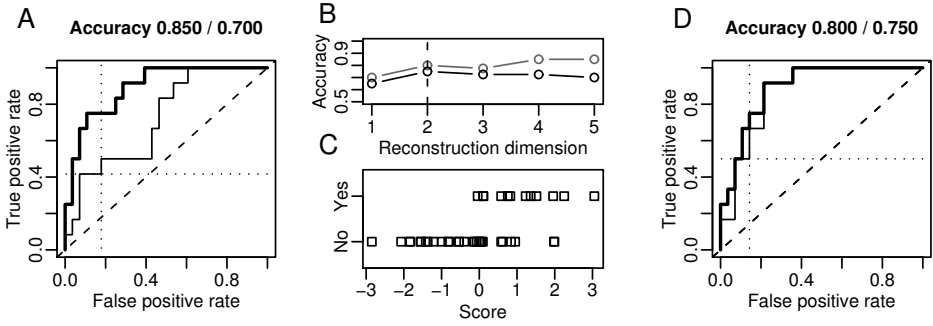 A
Accuracy 0.850 / 0.700
True positive rate
0.0 0.4 0.8
0.0 0.4 0.8
False positive rate
B
Accuracy
0.5 0.9
1 2 3 4 5
Reconstruction dimension
C
Yes
No
−3 −2 −1 0 1 2 3
Score
D
Accuracy 0.800 / 0.750
True positive rate
0.0 0.4 0.8
0.0 0.4 0.8
False positive rate